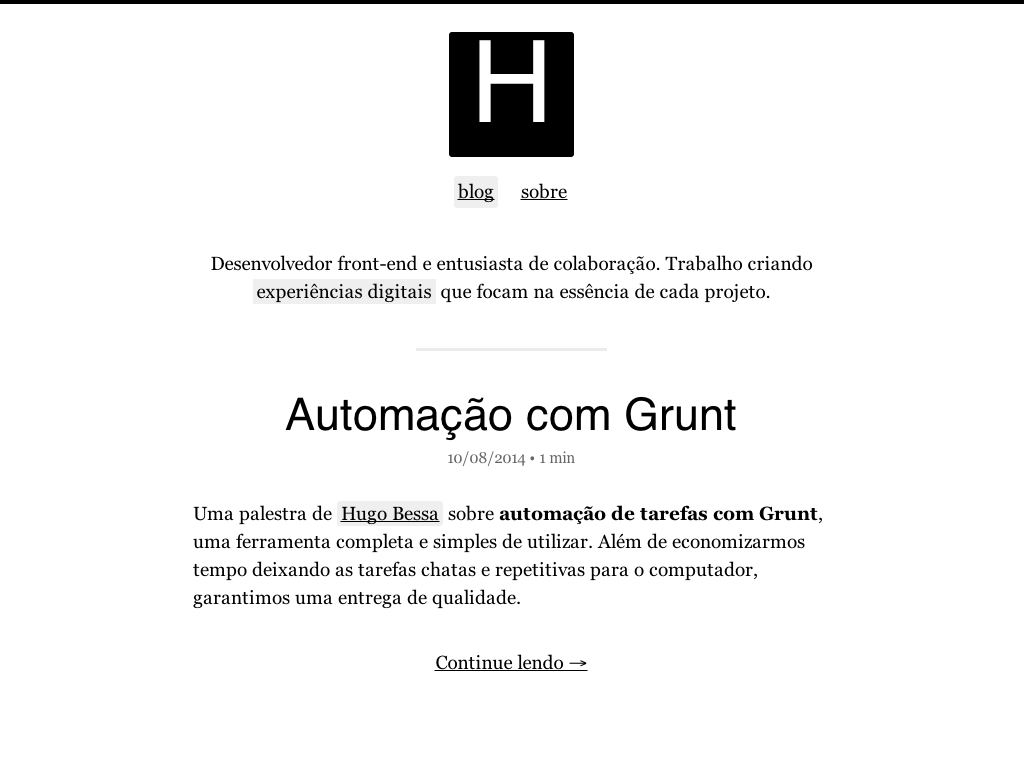 H
blog sobre
Desenvolvedor front-end e entusiasta de colaboração. Trabalho criando
experiências digitais que focam na essência de cada projeto.
Automação com Grunt
10/08/2014 • 1 min
Uma palestra de Hugo Bessa sobre automação de tarefas com Grunt,
uma ferramenta completa e simples de utilizar. Além de economizarmos
tempo deixando as tarefas chatas e repetitivas para o computador,
garantimos uma entrega de qualidade.
Continue lendo →